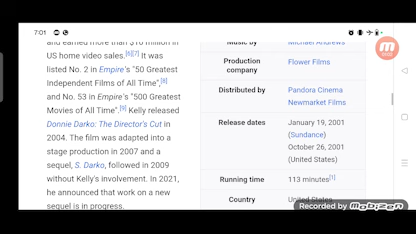 7:01
and earned more than $10 million in
US home video sales.[6][7] It was
listed No. 2 in Empire's "50 Greatest
Independent Films of All Time",[8]
and No. 53 in Empire's "500 Greatest
Movies of All Time".[9] Kelly released
Donnie Darko: The Director's Cut in
2004. The film was adapted into a
stage production in 2007 and a
sequel, S. Darko, followed in 2009
without Kelly's involvement. In 2021,
he announced that work on a new
sequel is in progress.
Music by Michael Andrews
Production company Flower Films
Distributed by Pandora Cinema
Newmarket Films
Release dates January 19, 2001
(Sundance)
October 26, 2001
(United States)
Running time 113 minutes[1]
Country United
Recorded by Mobizen